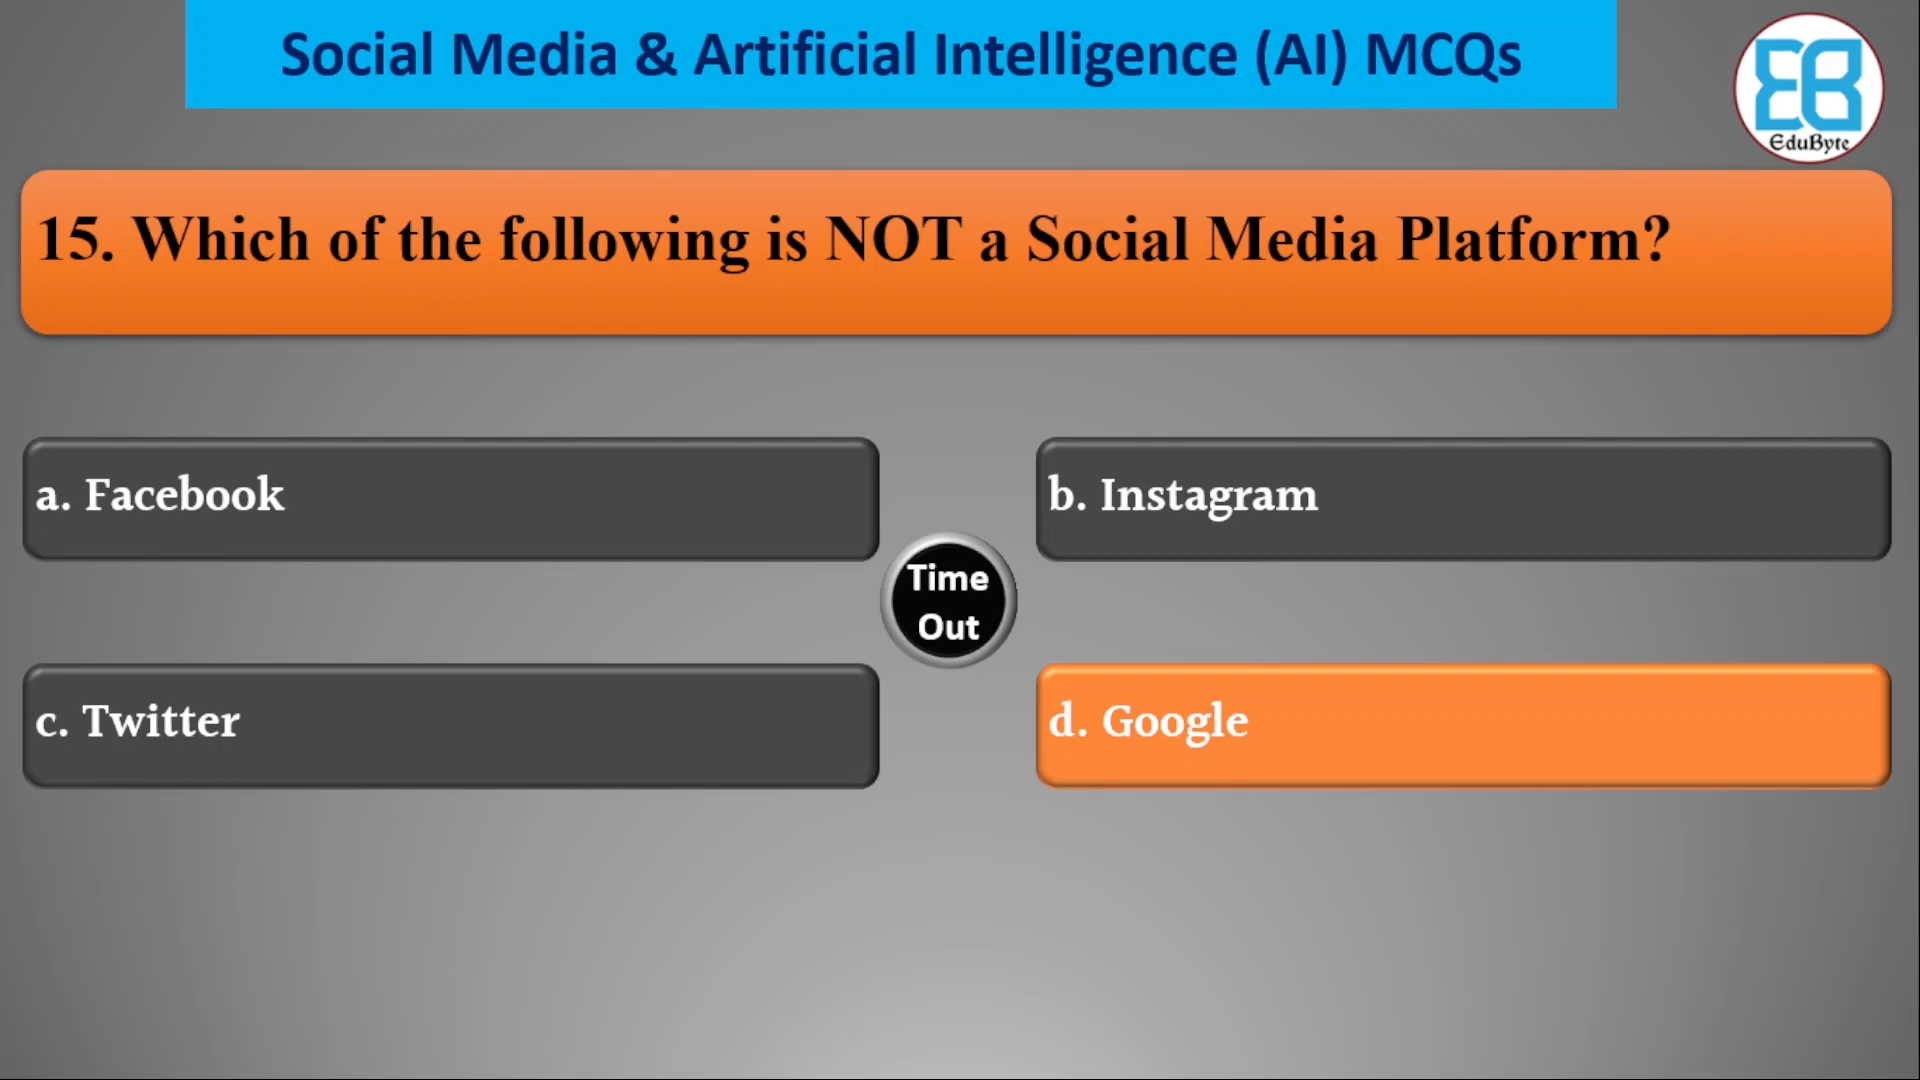 Social Media & Artificial Intelligence (AI) MCQs
EduByte
15. Which of the following is NOT a Social Media Platform?
a. Facebook
b. Instagram
Time
Out
c. Twitter
d. Google